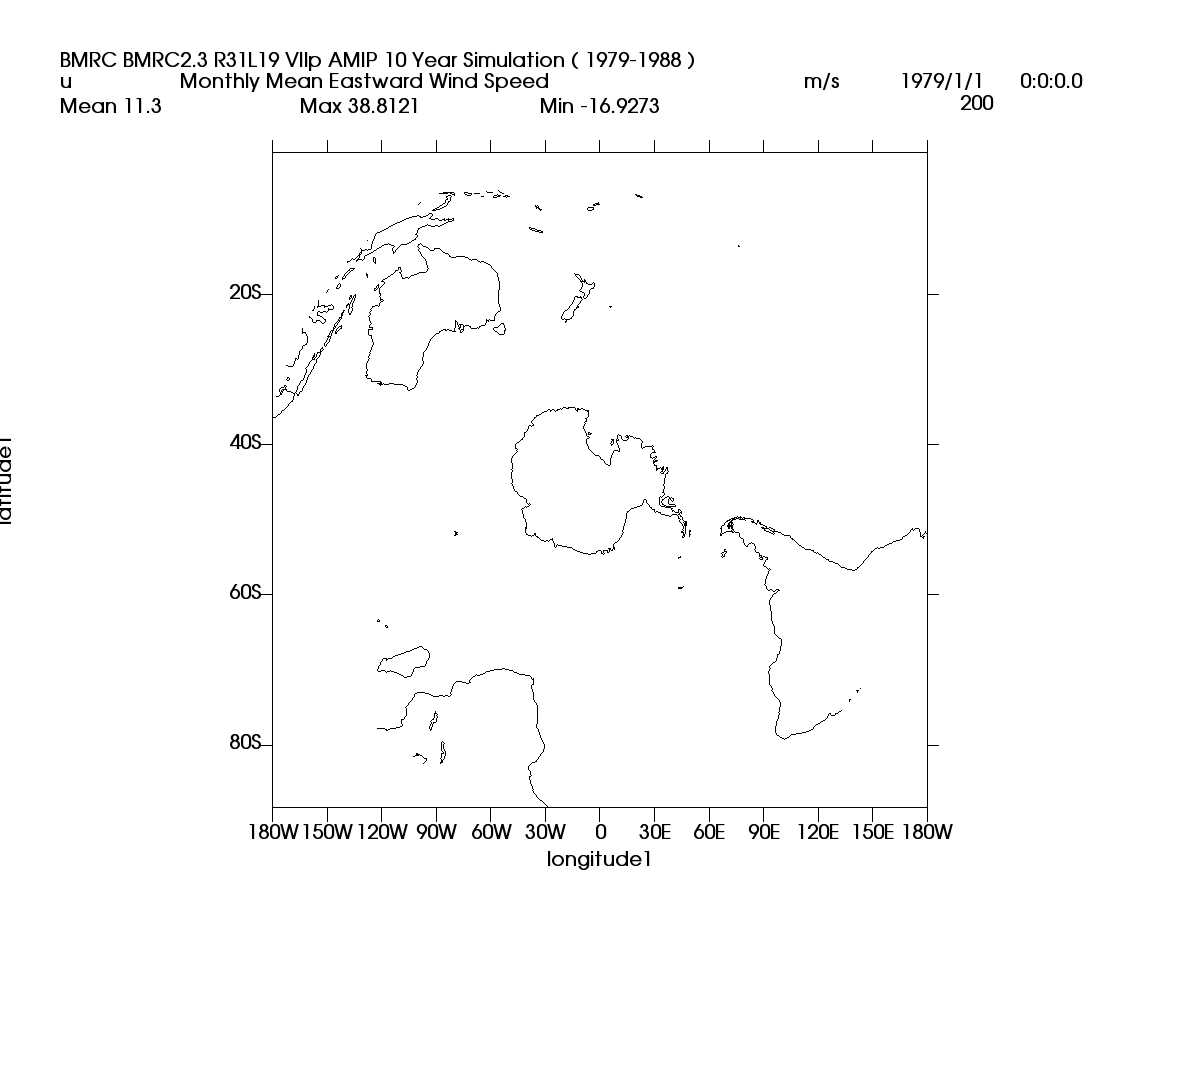 BMRC BMRC2.3 R31L19 VIIp AMIP 10 Year Simulation ( 1979-1988 )
u Monthly Mean Eastward Wind Speed m/s 1979/1/1 0:0:0.0
Mean 11.3 Max 38.8121 Min -16.9273 200
20S
40S
latitude1
60S
80S
180W 150W 120W 90W 60W 30W 0 30E 60E 90E 120E 150E 180W
longitude1